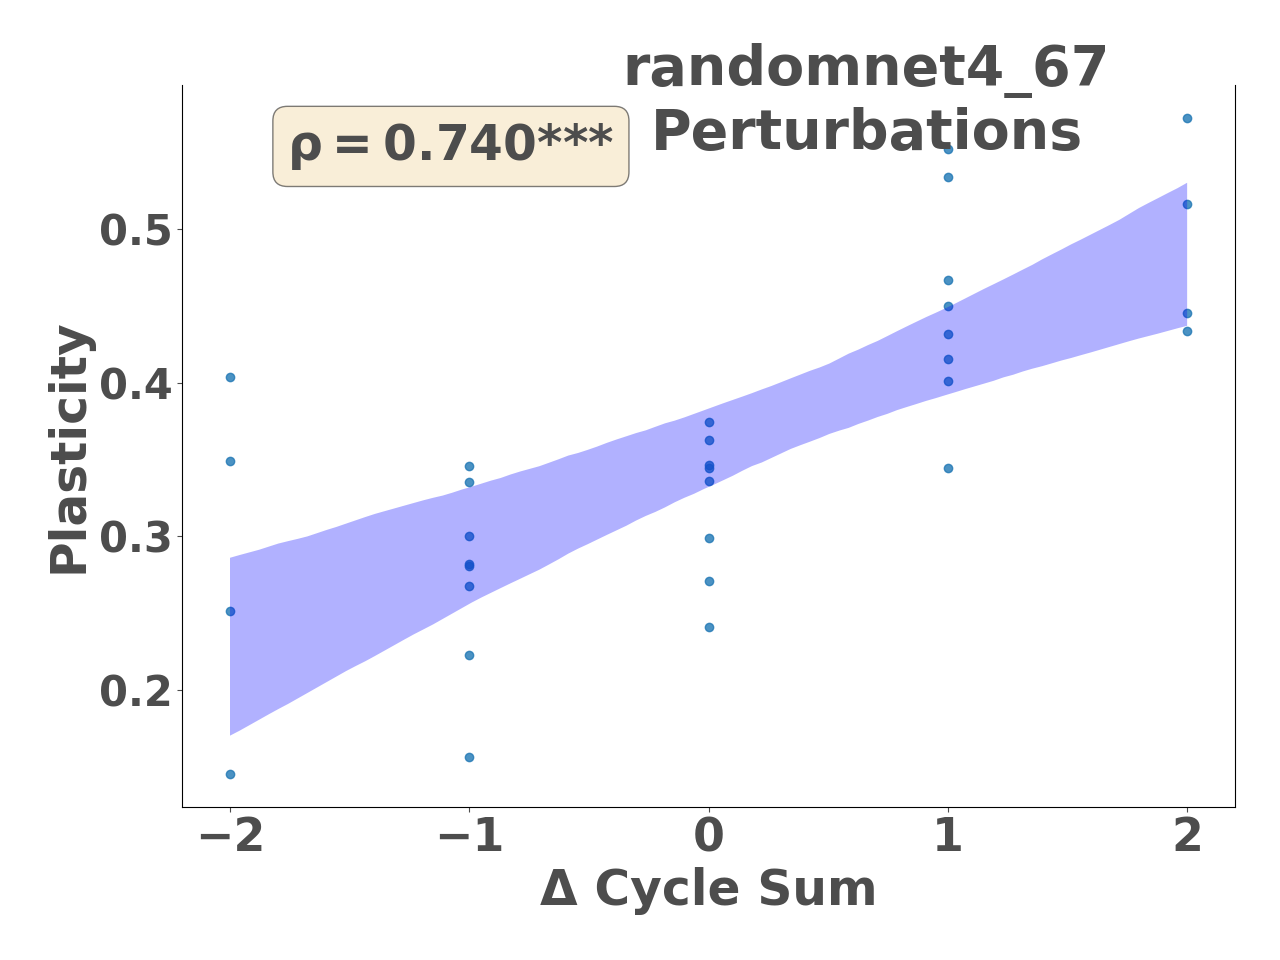 randomnet4_67
Perturbations
ρ = 0.740***
0.5
0.4
0.3
0.2
Plasticity
−2 −1 0 1 2
Δ Cycle Sum